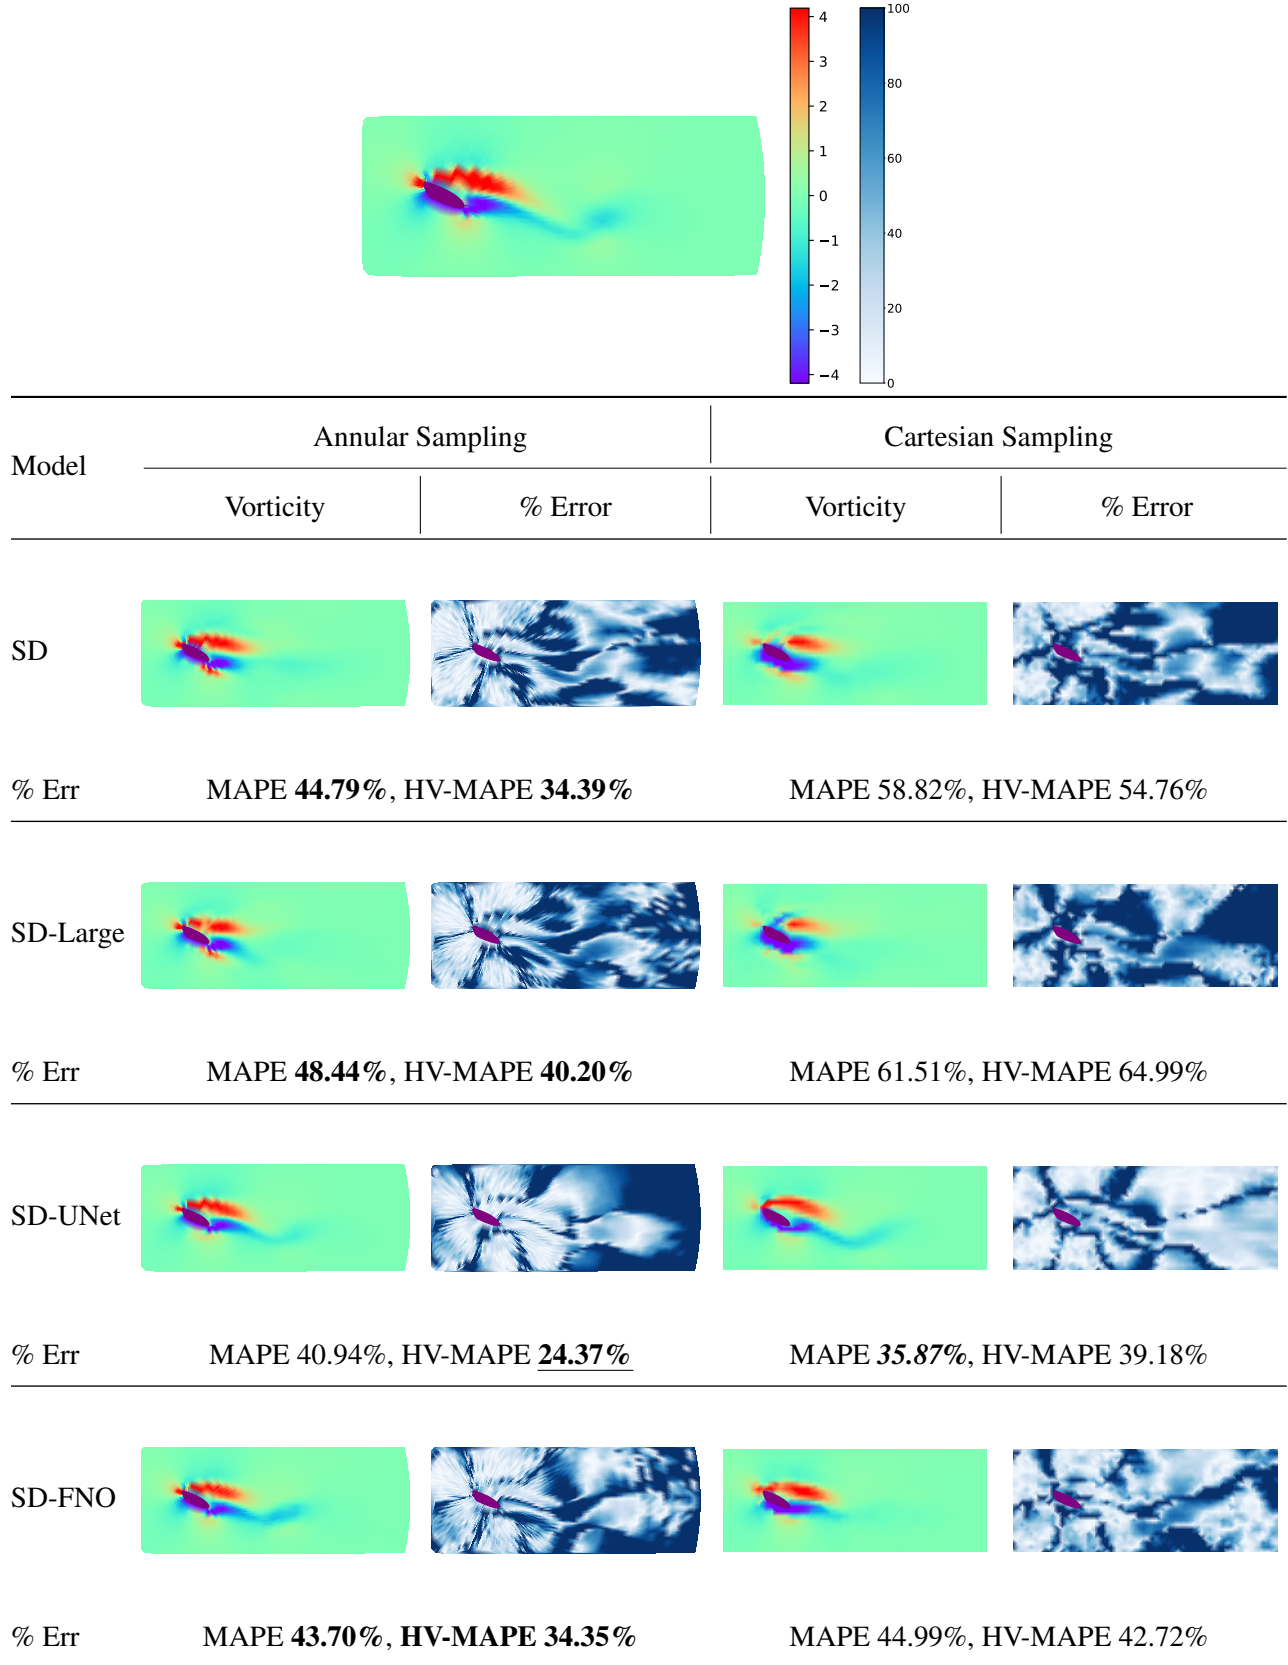 4
3
2
1
0
−1
−2
−3
−4
100
80
60
40
20
0
Model
Annular Sampling
Cartesian Sampling
Vorticity
% Error
Vorticity
% Error
SD
% Err
MAPE 44.79%, HV-MAPE 34.39%
MAPE 58.82%, HV-MAPE 54.76%
SD-Large
% Err
MAPE 48.44%, HV-MAPE 40.20%
MAPE 61.51%, HV-MAPE 64.99%
SD-UNet
% Err
MAPE 40.94%, HV-MAPE 24.37%
MAPE 35.87%, HV-MAPE 39.18%
SD-FNO
% Err
MAPE 43.70%, HV-MAPE 34.35%
MAPE 44.99%, HV-MAPE 42.72%